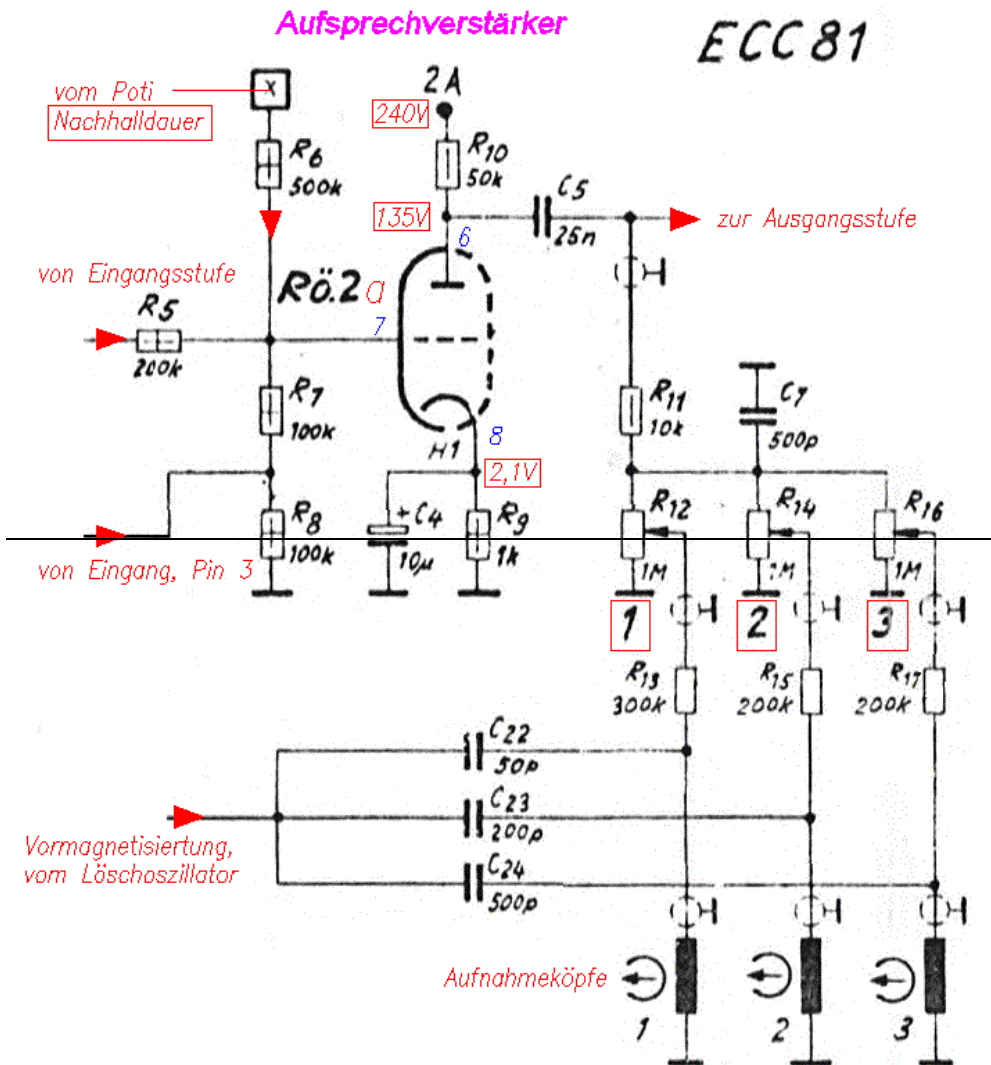 Aufsprechverstärker
ECC 81
vom Poti
Nachhalldauer
X
2 A
240V
R6
500k
R10
50k
C5
25n
135V
6
zur Ausgangsstufe
von Eingangsstufe
Rö.2 a
R5
200k
7
R7
100k
R11
10k
C7
500p
H1
8
2,1V
R8
100k
+ C4
10µ
R9
1k
R12
1M
R14
1M
R16
1M
von Eingang, Pin 3
1
2
3
R13
300k
R15
200k
R17
200k
C22
50p
C23
200p
C24
500p
Vormagnetisiertung,
vom Löschoszillator
Aufnahmeköpfe
1
2
3